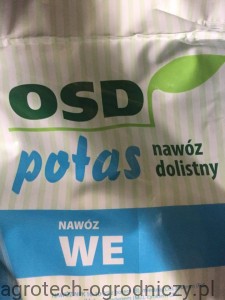 OSD
potas nawóz
dolistny
NAWÓZ
WE
agrotech-ogrodniczy.pl